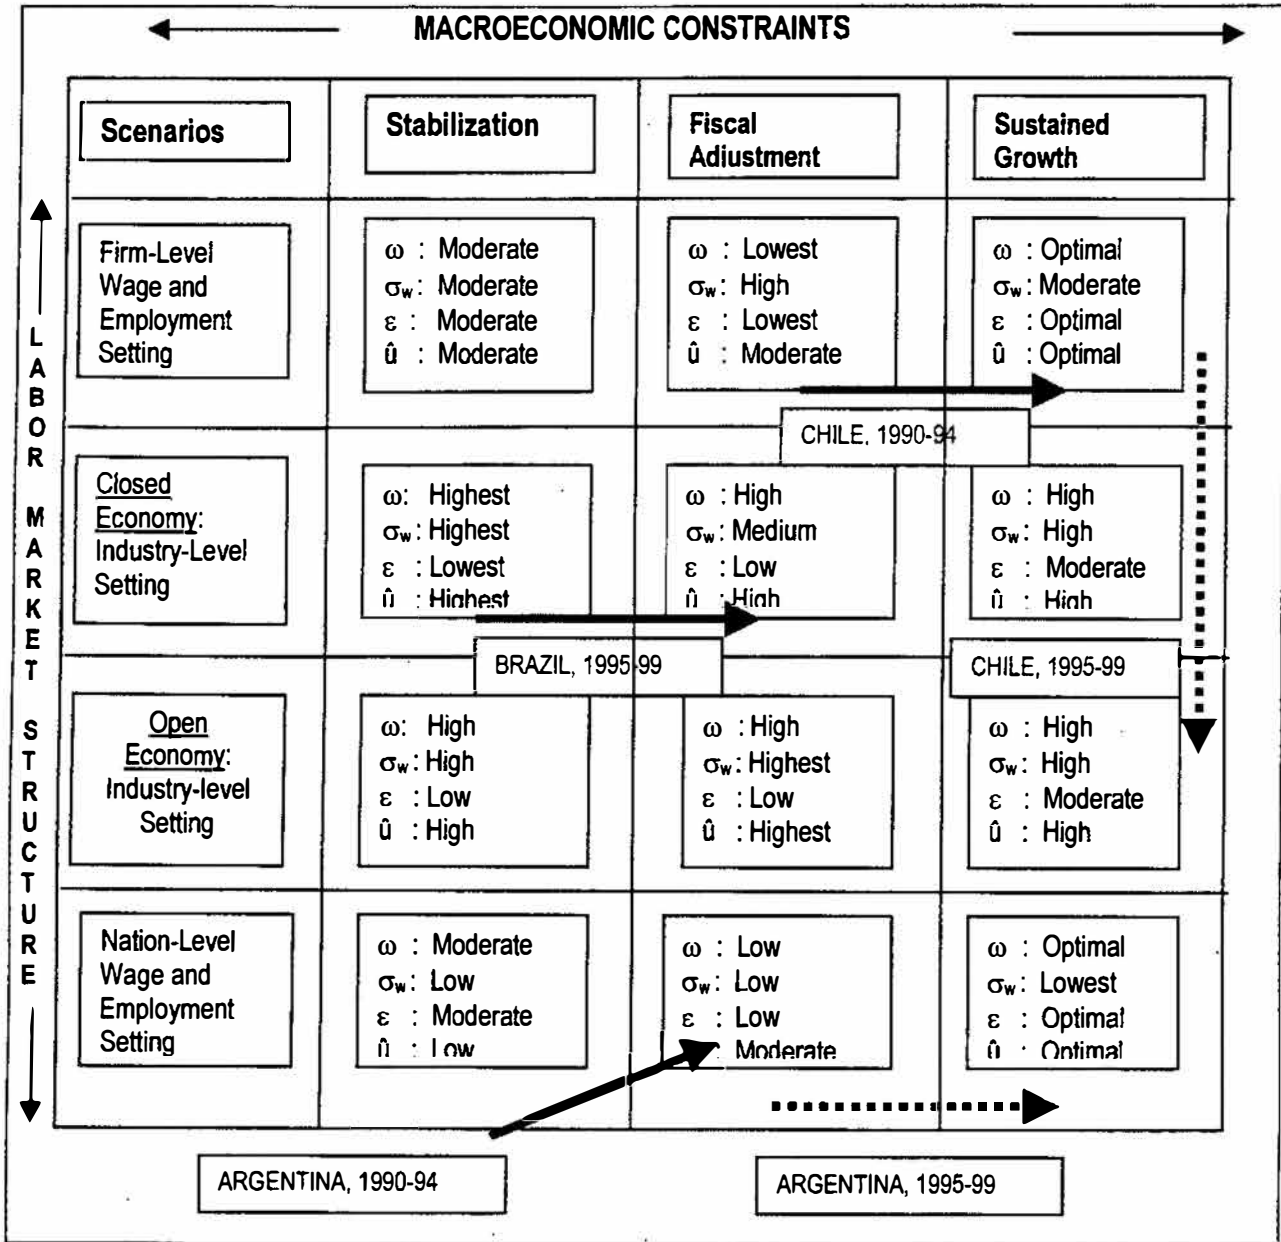 MACROECONOMIC CONSTRAINTS
Scenarios
Stabilization
Fiscal
Adiustment
Sustained
Growth
LABOR MARKET STRUCTURE
Firm-Level
Wage and
Employment
Setting
ω : Moderate
σw: Moderate
ε : Moderate
û : Moderate
ω : Lowest
σw: High
ε : Lowest
û : Moderate
ω : Optimal
σw: Moderate
ε : Optimal
û : Optimal
CHILE, 1990-94
Closed
Economy:
Industry-Level
Setting
ω: Highest
σw: Highest
ε : Lowest
û : Highest
ω : High
σw: Medium
ε : Low
û : High
ω : High
σw: High
ε : Moderate
û : High
BRAZIL, 1995-99
CHILE, 1995-99
Open
Economy:
Industry-level
Setting
ω: High
σw: High
ε : Low
û : High
ω : High
σw: Highest
ε : Low
û : Highest
ω : High
σw: High
ε : Moderate
û : High
Nation-Level
Wage and
Employment
Setting
ω : Moderate
σw: Low
ε : Moderate
û : Low
ω : Low
σw: Low
ε : Low
: Moderate
ω : Optimal
σw: Lowest
ε : Optimal
û : Optimal
ARGENTINA, 1990-94
ARGENTINA, 1995-99